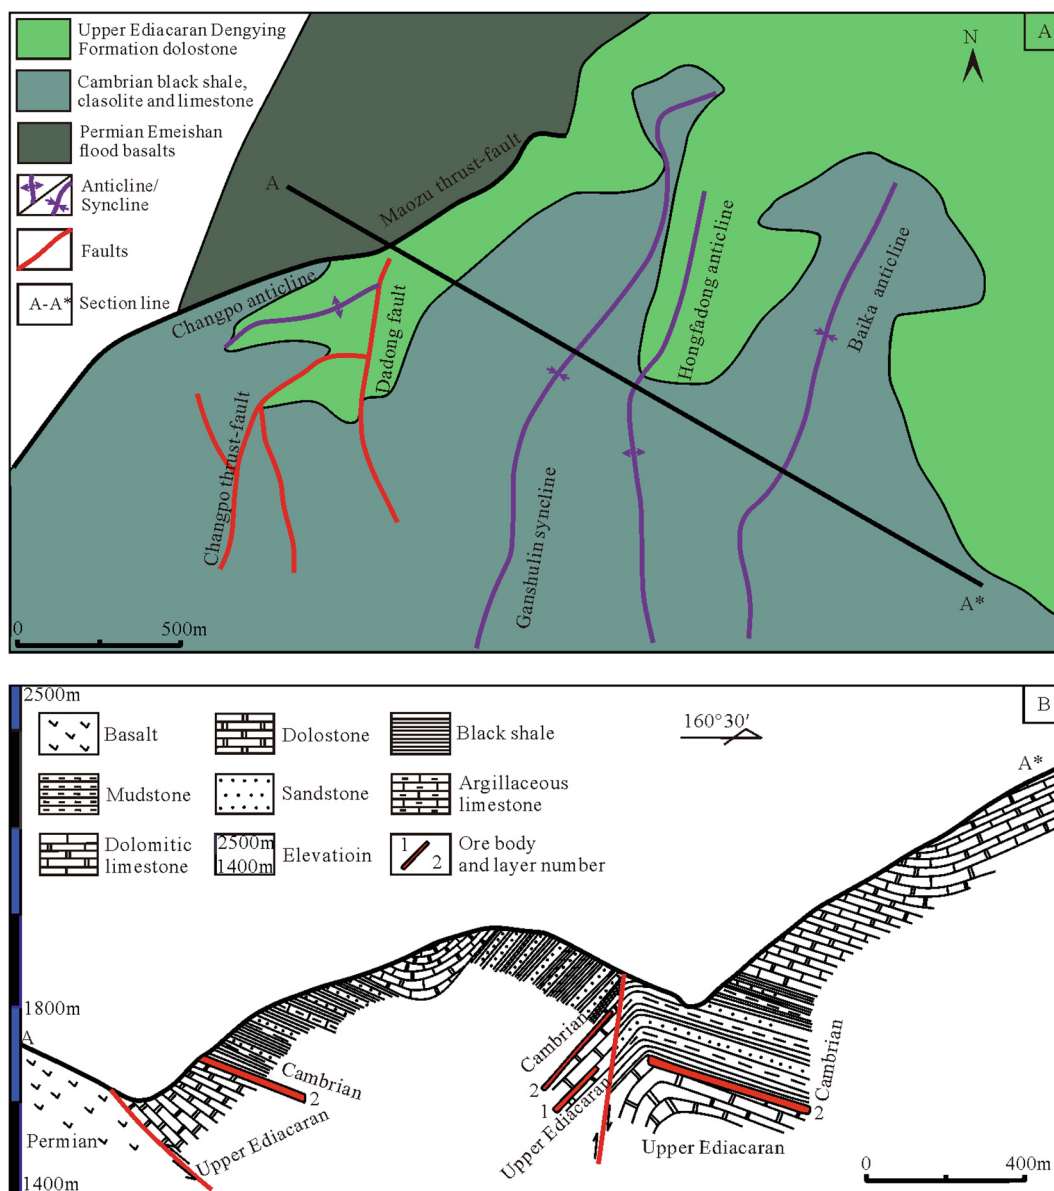 A
Upper Ediacaran Dengying
Formation dolostone
Cambrian black shale,
clasolite and limestone
Permian Emeishan
flood basalts
Anticline/
Syncline
Faults
A-A* Section line
N
A
Maozu thrust-fault
Changpo anticline
Dadong fault
Changpo thrust-fault
Ganshulin syncline
Hongfadong anticline
Baika anticline
A*
0 500m
B
2500m
Basalt
Dolostone
Black shale
Mudstone
Sandstone
Argillaceous
limestone
Dolomitic
limestone
2500m
1400m
Elevatioin
1
2
Ore body
and layer number
160°30′
A*
1800m
A
Permian
1400m
Cambrian
2
Upper Ediacaran
Cambrian
2
1
Upper Ediacaran
Cambrian
2
Upper Ediacaran
0 400m